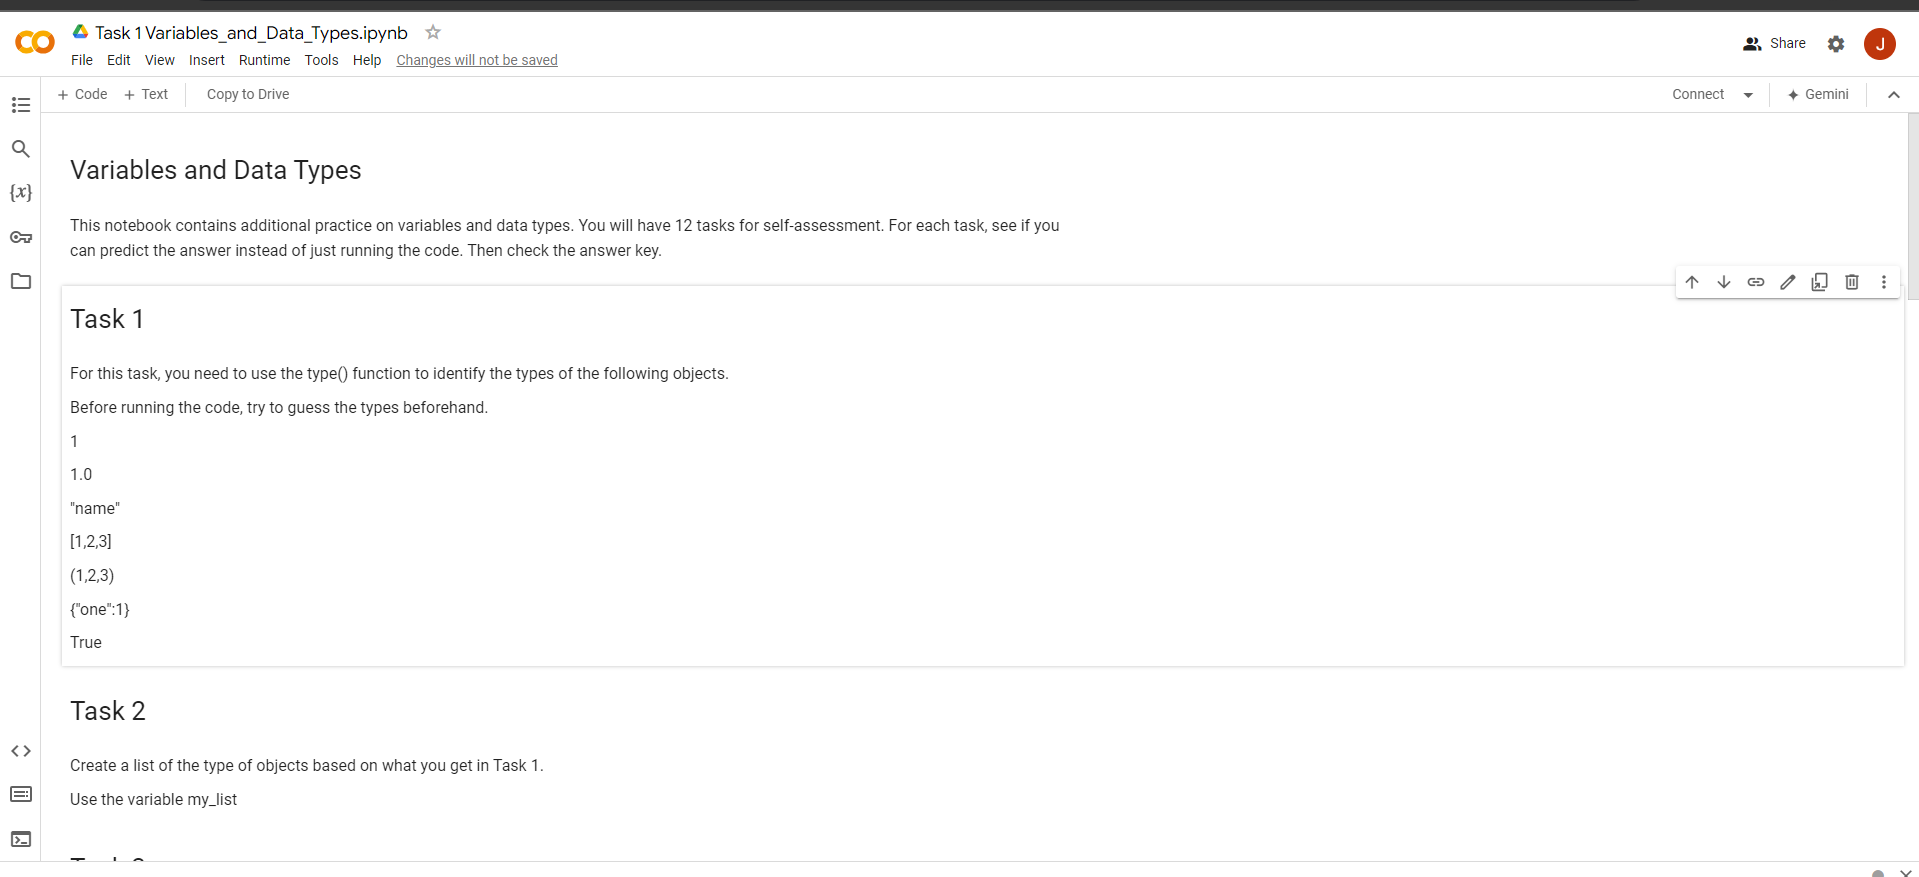 Task 1 Variables_and_Data_Types.ipynb
File Edit View Insert Runtime Tools Help Changes will not be saved
Share
J
+ Code + Text Copy to Drive
Connect Gemini
{x}
Variables and Data Types
This notebook contains additional practice on variables and data types. You will have 12 tasks for self-assessment. For each task, see if you
can predict the answer instead of just running the code. Then check the answer key.
Task 1
For this task, you need to use the type() function to identify the types of the following objects.
Before running the code, try to guess the types beforehand.
1
1.0
"name"
[1,2,3]
(1,2,3)
{"one":1}
True
Task 2
Create a list of the type of objects based on what you get in Task 1.
Use the variable my_list